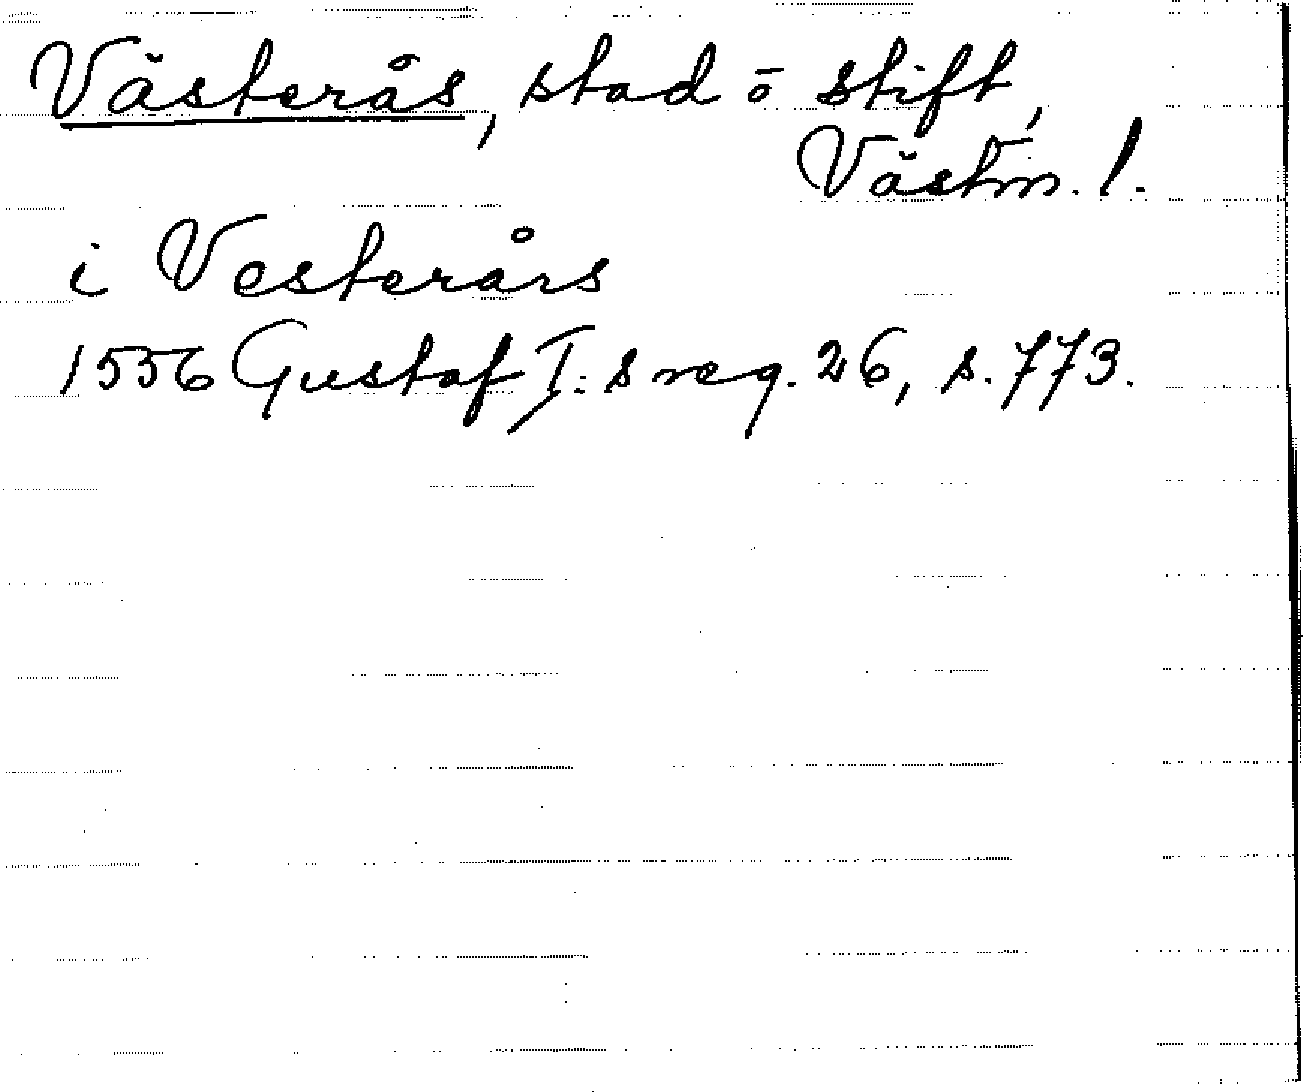 Västerås, stad ō stift,
Västm. l.
i Vesterårs
1556 Gustaf I:s reg. 26, s. 773.